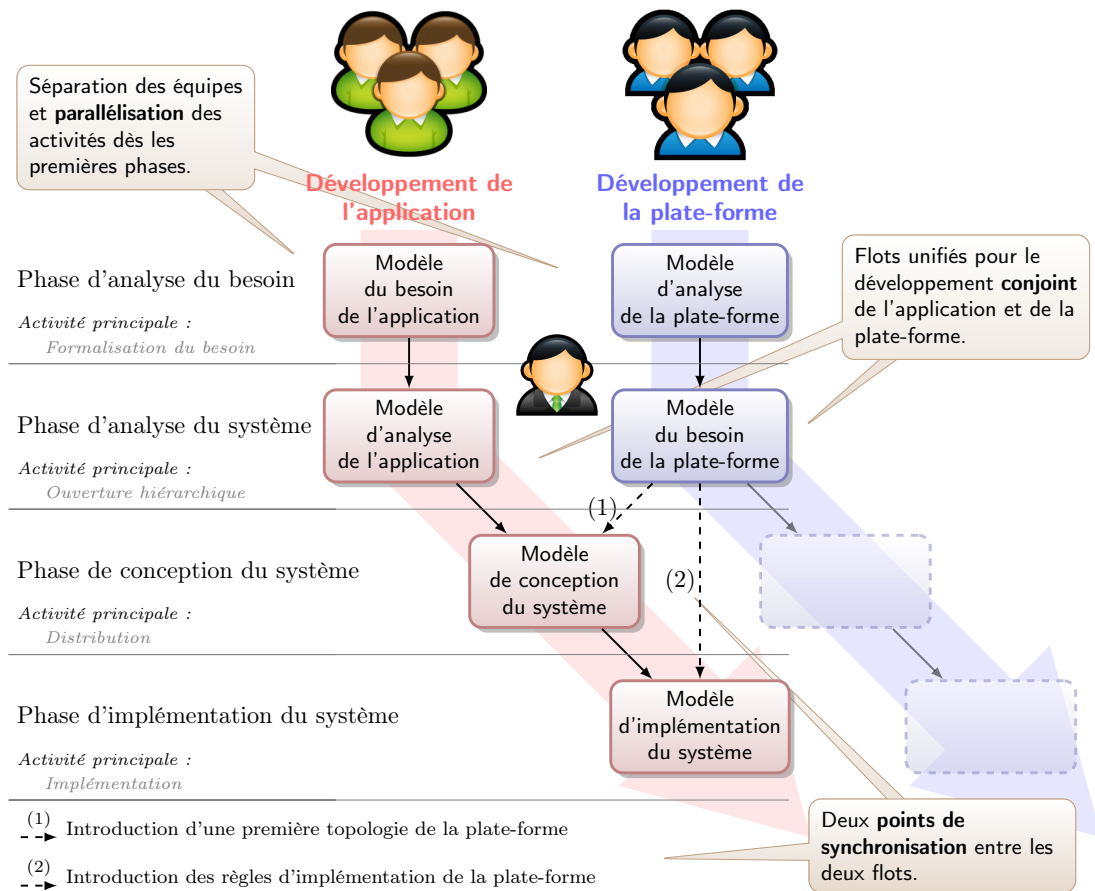 Séparation des équipes
et parallélisation des
activités dès les
premières phases.
Développement de
l'application
Développement de
la plate-forme
Phase d'analyse du besoin
Activité principale :
Formalisation du besoin
Modèle
du besoin
de l'application
Modèle
d'analyse
de la plate-forme
Flots unifiés pour le
développement conjoint
de l'application et de la
plate-forme.
Phase d'analyse du système
Activité principale :
Ouverture hiérarchique
Modèle
d'analyse
de l'application
Modèle
du besoin
de la plate-forme
(1)
(2)
Phase de conception du système
Activité principale :
Distribution
Modèle
de conception
du système
Phase d'implémentation du système
Activité principale :
Implémentation
Modèle
d'implémentation
du système
(1) Introduction d'une première topologie de la plate-forme
(2) Introduction des règles d'implémentation de la plate-forme
Deux points de
synchronisation entre les
deux flots.